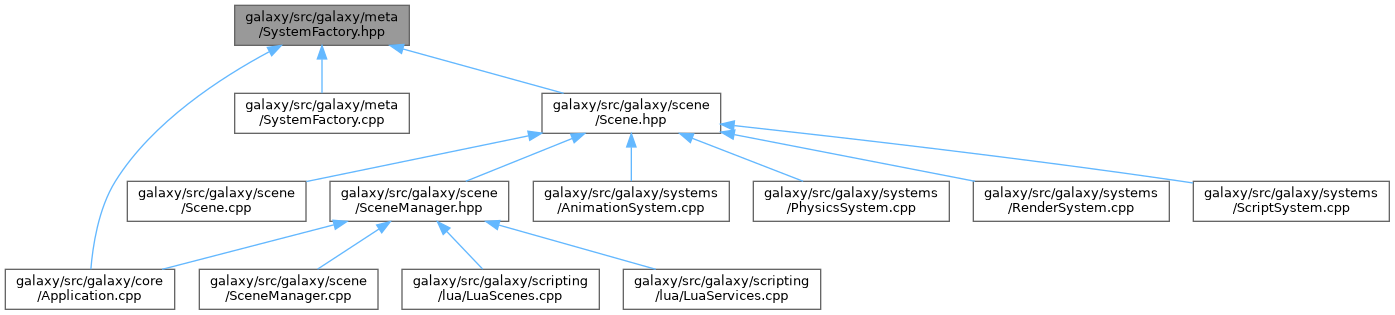 galaxy/src/galaxy/meta
/SystemFactory.hpp
galaxy/src/galaxy/meta
/SystemFactory.cpp
galaxy/src/galaxy/scene
/Scene.hpp
galaxy/src/galaxy/scene
/Scene.cpp
galaxy/src/galaxy/scene
/SceneManager.hpp
galaxy/src/galaxy/systems
/AnimationSystem.cpp
galaxy/src/galaxy/systems
/PhysicsSystem.cpp
galaxy/src/galaxy/systems
/RenderSystem.cpp
galaxy/src/galaxy/systems
/ScriptSystem.cpp
galaxy/src/galaxy/core
/Application.cpp
galaxy/src/galaxy/scene
/SceneManager.cpp
galaxy/src/galaxy/scripting
/lua/LuaScenes.cpp
galaxy/src/galaxy/scripting
/lua/LuaServices.cpp